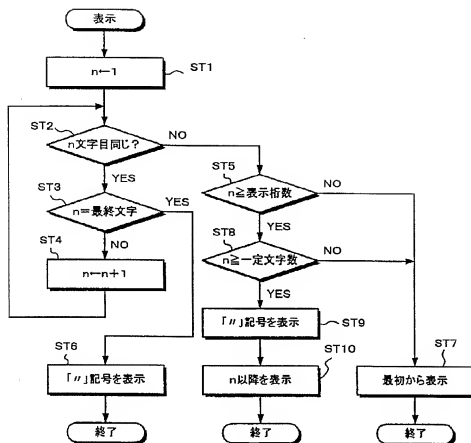 表示
n←1
ST1
ST2
n文字目同じ?
NO
YES
ST3
n=最終文字
YES
NO
ST4
n←n+1
ST5
n≧表示桁数
NO
YES
ST8
n≧一定文字数
NO
YES
「〃」記号を表示
ST9
ST10
n以降を表示
ST6
「〃」記号を表示
ST7
最初から表示
終了
終了
終了